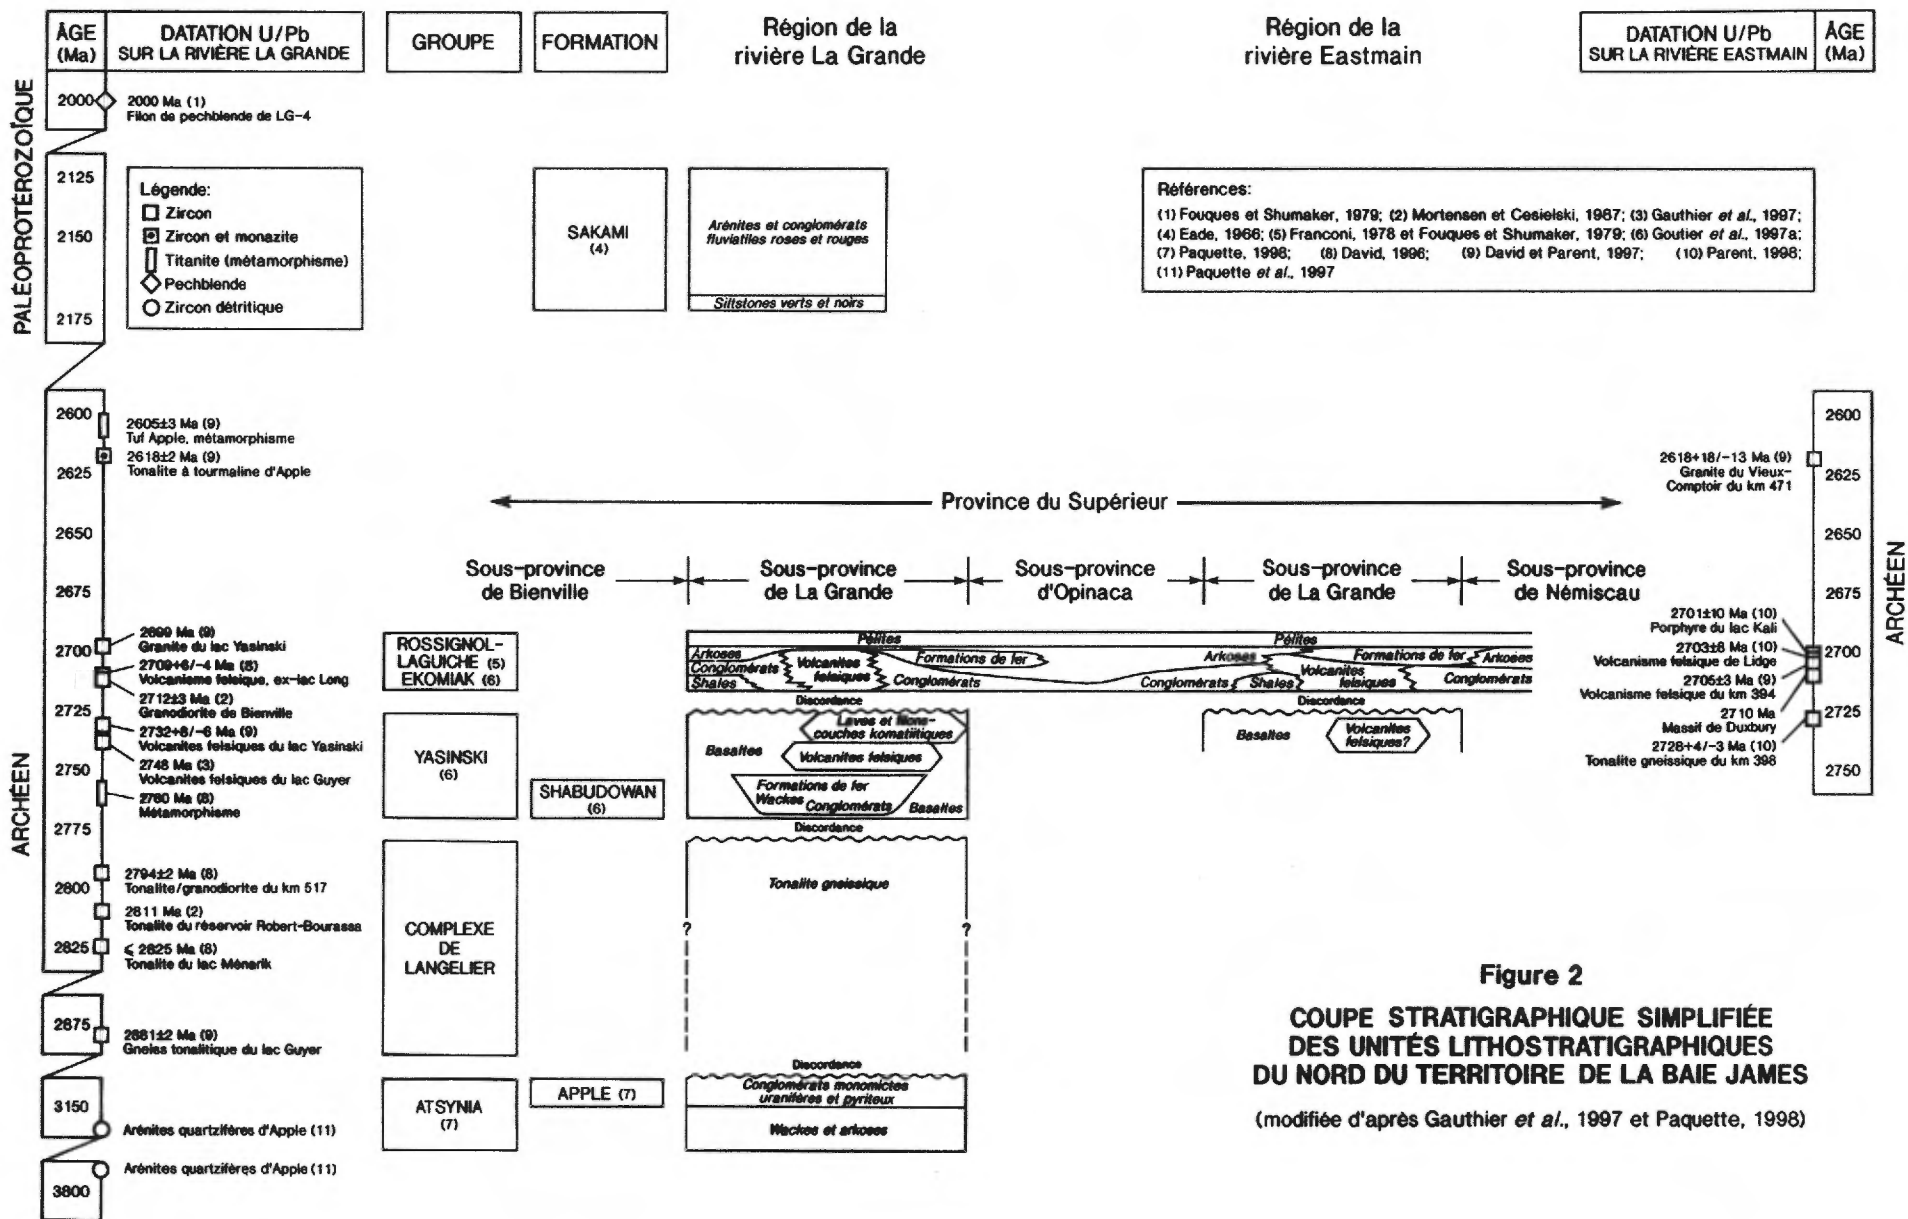 ÂGE
(Ma)
DATATION U/Pb
SUR LA RIVIÈRE LA GRANDE
GROUPE
FORMATION
Région de la
rivière La Grande
Région de la
rivière Eastmain
DATATION U/Pb
SUR LA RIVIÈRE EASTMAIN
ÂGE
(Ma)
PALÉOPROTÉROZOÏQUE
2000
2000 Ma (1)
Filon de pechblende de LG-4
2125
2150
2175
Légende:
Zircon
Zircon et monazite
Titanite (métamorphisme)
Pechblende
Zircon détritique
SAKAMI
(4)
Arénites et conglomérats
fluviatiles roses et rouges
Siltstones verts et noirs
Références:
(1) Fouques et Shumaker, 1979; (2) Mortensen et Cesielski, 1987; (3) Gauthier et al., 1997;
(4) Eade, 1966; (5) Franconi, 1978 et Fouques et Shumaker, 1979; (6) Goutier et al., 1997a;
(7) Paquette, 1998; (8) David, 1996; (9) David et Parent, 1997; (10) Parent, 1998;
(11) Paquette et al., 1997
ARCHÉEN
2600
2625
2650
2675
2700
2725
2750
2775
2800
2825
2875
3150
3800
2605±3 Ma (9)
Tuf Apple, métamorphisme
2618±2 Ma (9)
Tonalite à tourmaline d'Apple
2699 Ma (9)
Granite du lac Yasinski
2709+6/-4 Ma (8)
Volcanisme felsique, ex-lac Long
2712±3 Ma (2)
Granodiorite de Bienville
2732+8/-6 Ma (9)
Volcanites felsiques du lac Yasinski
2748 Ma (3)
Volcanites felsiques du lac Guyer
2760 Ma (8)
Métamorphisme
2794±2 Ma (8)
Tonalite/granodiorite du km 517
2811 Ma (2)
Tonalite du réservoir Robert-Bourassa
⩽ 2825 Ma (8)
Tonalite du lac Ménarik
2881±2 Ma (9)
Gneiss tonalitique du lac Guyer
Arénites quartzifères d'Apple (11)
Arénites quartzifères d'Apple (11)
Province du Supérieur
Sous-province
de Bienville
Sous-province
de La Grande
Sous-province
d'Opinaca
Sous-province
de La Grande
Sous-province
de Némiscau
ROSSIGNOL-
LAGUICHE (5)
EKOMIAK (6)
Pélites
Pélites
Arkoses
Conglomérats
Shales
Volcanites
felsiques
Formations de fer
Conglomérats
Arkoses
Conglomérats
Shales
Volcanites
felsiques
Formations de fer
Arkoses
Conglomérats
Discordance
Discordance
YASINSKI
(6)
SHABUDOWAN
(6)
Laves et filons-
couches komatiitiques
Basaltes
Volcanites felsiques
Formations de fer
Wackes
Conglomérats
Basaltes
Basaltes
Volcanites
felsiques?
Discordance
COMPLEXE
DE
LANGELIER
Tonalite gneissique
?
?
Discordance
ATSYNIA
(7)
APPLE (7)
Conglomérats monomictes
uranifères et pyriteux
Wackes et arkoses
2618+18/-13 Ma (9)
Granite du Vieux-
Comptoir du km 471
2701±10 Ma (10)
Porphyre du lac Kali
2703±6 Ma (10)
Volcanisme felsique de Lidge
2705±3 Ma (9)
Volcanisme felsique du km 394
2710 Ma
Massif de Duxbury
2728+4/-3 Ma (10)
Tonalite gneissique du km 398
2600
2625
2650
2675
2700
2725
2750
ARCHÉEN
Figure 2
COUPE STRATIGRAPHIQUE SIMPLIFIÉE
DES UNITÉS LITHOSTRATIGRAPHIQUES
DU NORD DU TERRITOIRE DE LA BAIE JAMES
(modifiée d'après Gauthier et al., 1997 et Paquette, 1998)